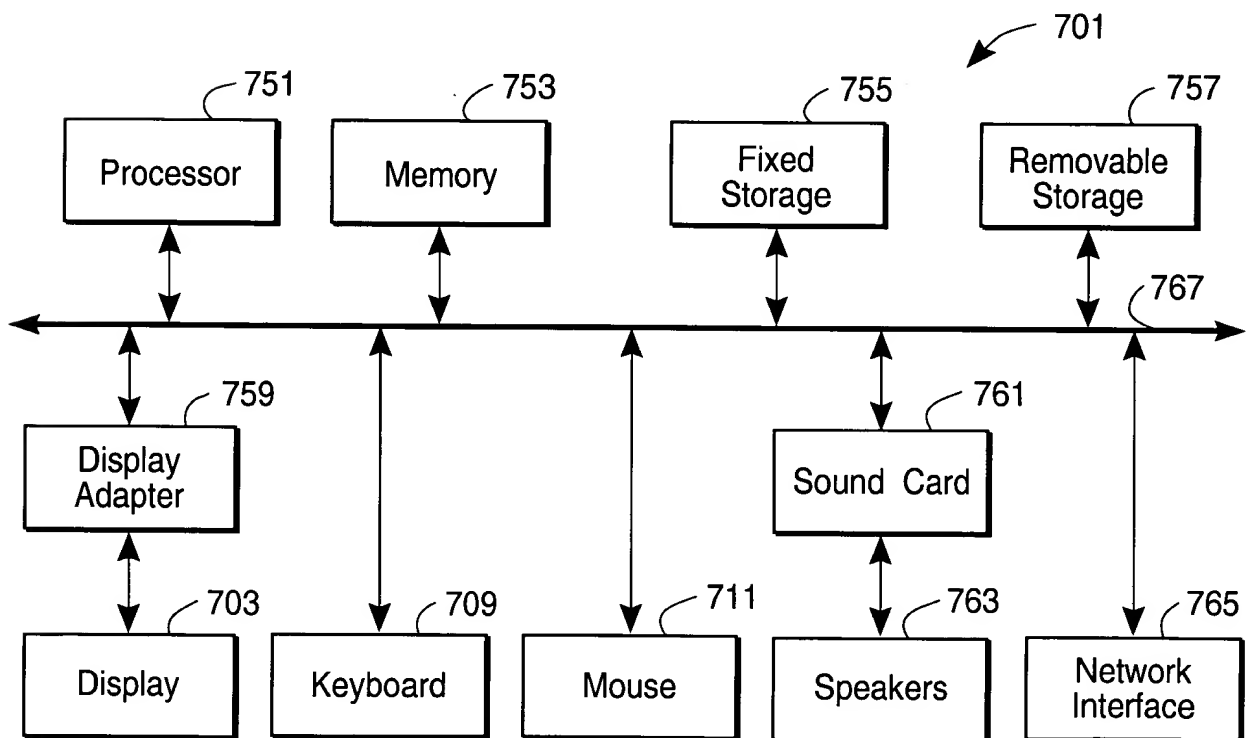 701
751
753
755
757
Processor
Memory
Fixed
Storage
Removable
Storage
767
759
761
Display
Adapter
Sound Card
703
709
711
763
765
Display
Keyboard
Mouse
Speakers
Network
Interface